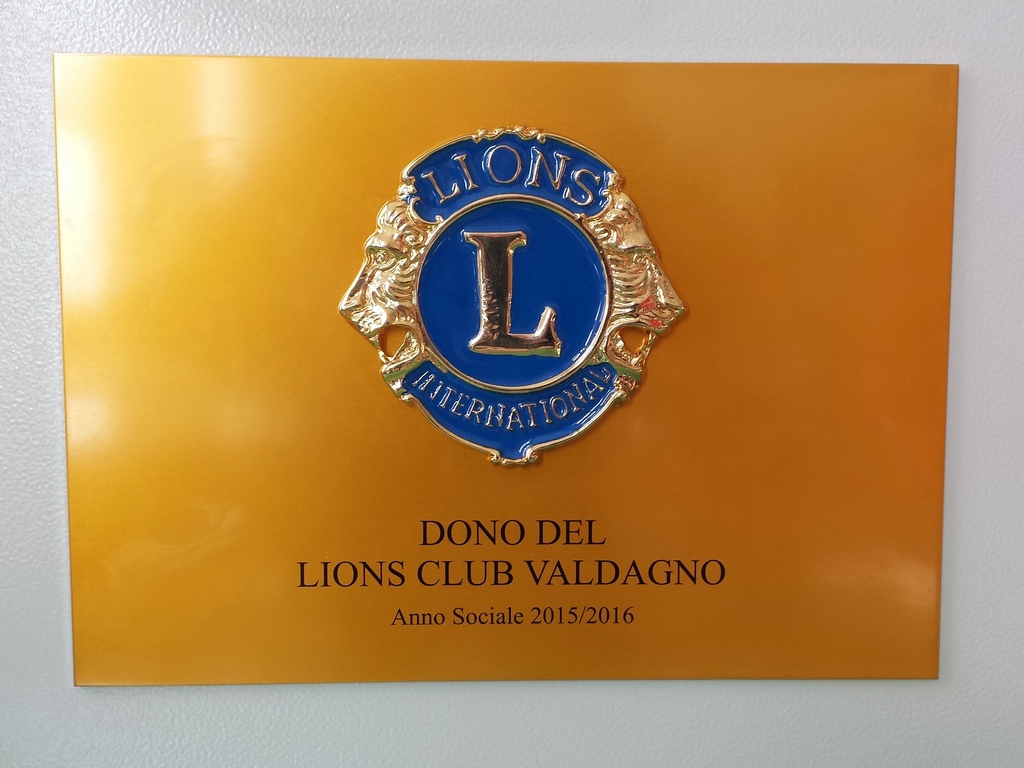 LIONS
L
INTERNATIONAL
DONO DEL
LIONS CLUB VALDAGNO
Anno Sociale 2015/2016